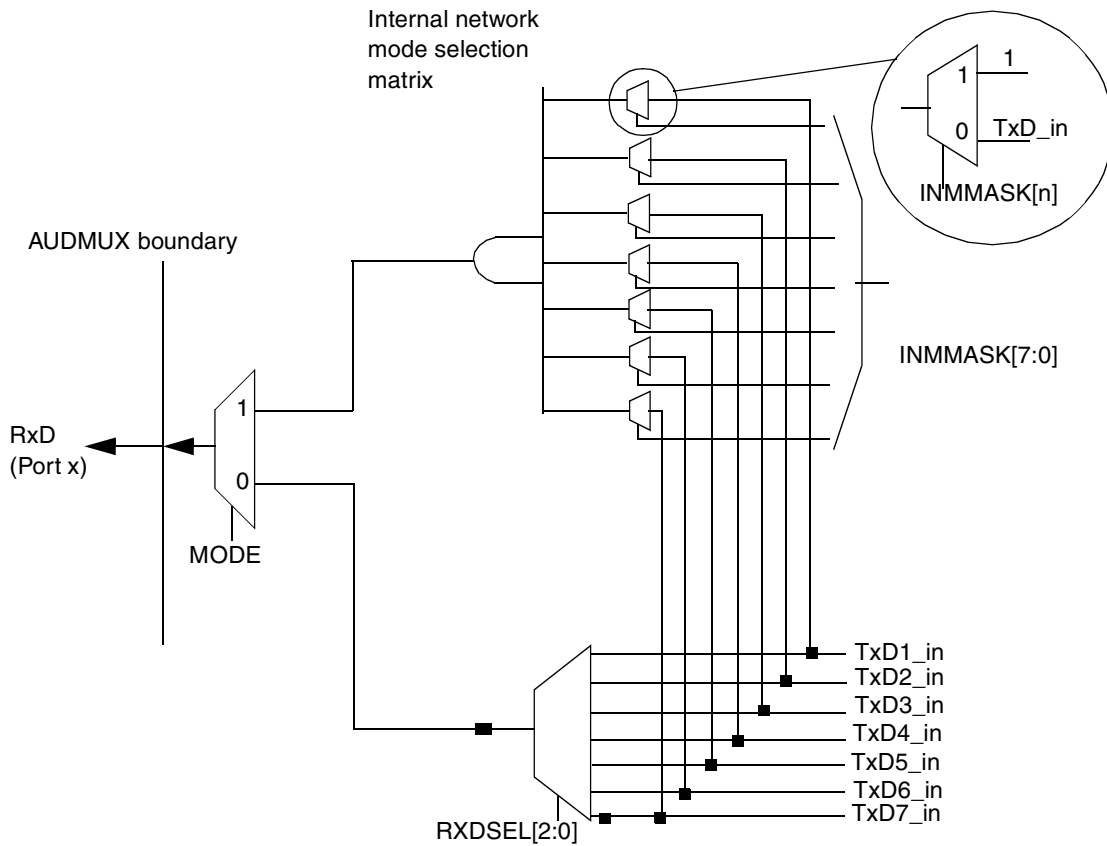 Internal network
mode selection
matrix
1
1
0
TxD_in
INMMASK[n]
AUDMUX boundary
INMMASK[7:0]
1
RxD
(Port x)
0
MODE
TxD1_in
TxD2_in
TxD3_in
TxD4_in
TxD5_in
TxD6_in
TxD7_in
RXDSEL[2:0]